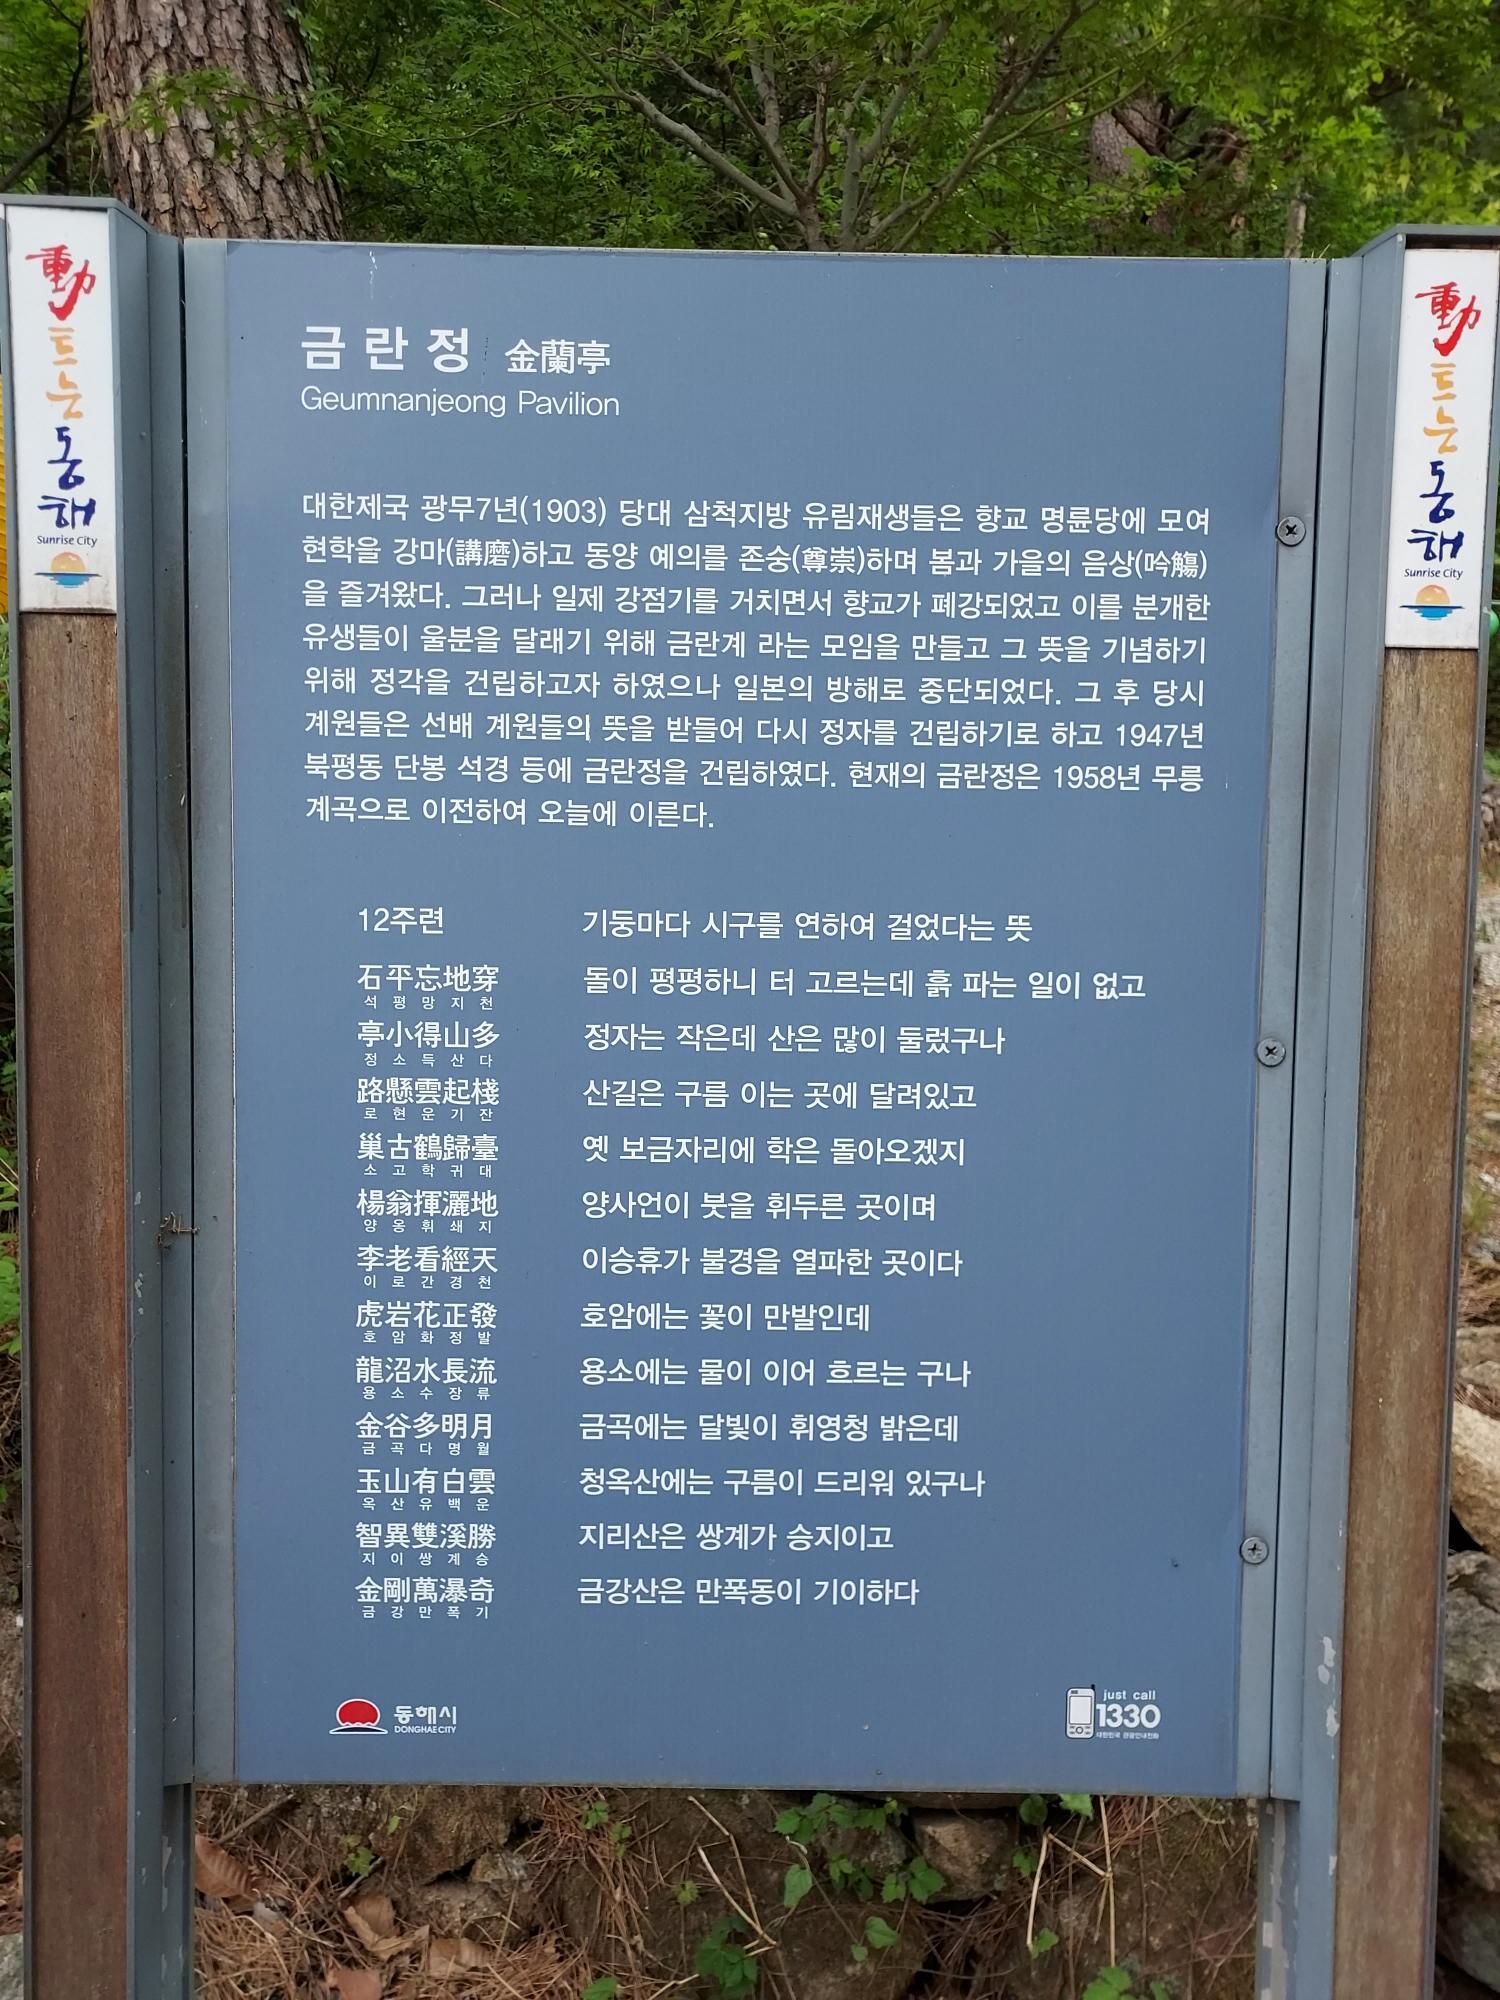 動
트
는
동
해
Sunrise City
動
트
는
동
해
Sunrise City
금란정 金蘭亭
Geumnanjeong Pavilion
대한제국 광무7년(1903) 당대 삼척지방 유림재생들은 향교 명륜당에 모여
현학을 강마(講磨)하고 동양 예의를 존숭(尊崇)하며 봄과 가을의 음상(吟觴)
을 즐겨왔다. 그러나 일제 강점기를 거치면서 향교가 폐강되었고 이를 분개한
유생들이 울분을 달래기 위해 금란계 라는 모임을 만들고 그 뜻을 기념하기
위해 정각을 건립하고자 하였으나 일본의 방해로 중단되었다. 그 후 당시
계원들은 선배 계원들의 뜻을 받들어 다시 정자를 건립하기로 하고 1947년
북평동 단봉 석경 등에 금란정을 건립하였다. 현재의 금란정은 1958년 무릉
계곡으로 이전하여 오늘에 이른다.
12주련 기둥마다 시구를 연하여 걸었다는 뜻
石平忘地穿 돌이 평평하니 터 고르는데 흙 파는 일이 없고
석평망지천
亭小得山多 정자는 작은데 산은 많이 둘렀구나
정소득산다
路懸雲起棧 산길은 구름 이는 곳에 달려있고
로현운기잔
巢古鶴歸臺 옛 보금자리에 학은 돌아오겠지
소고학귀대
楊翁揮灑地 양사언이 붓을 휘두른 곳이며
양옹휘쇄지
李老看經天 이승휴가 불경을 열파한 곳이다
이로간경천
虎岩花正發 호암에는 꽃이 만발인데
호암화정발
龍沼水長流 용소에는 물이 이어 흐르는 구나
용소수장류
金谷多明月 금곡에는 달빛이 휘영청 밝은데
금곡다명월
玉山有白雲 청옥산에는 구름이 드리워 있구나
옥산유백운
智異雙溪勝 지리산은 쌍계가 승지이고
지이쌍계승
金剛萬瀑奇 금강산은 만폭동이 기이하다
금강만폭기
동해시
DONGHAE CITY
just call
1330
대한민국 관광안내전화